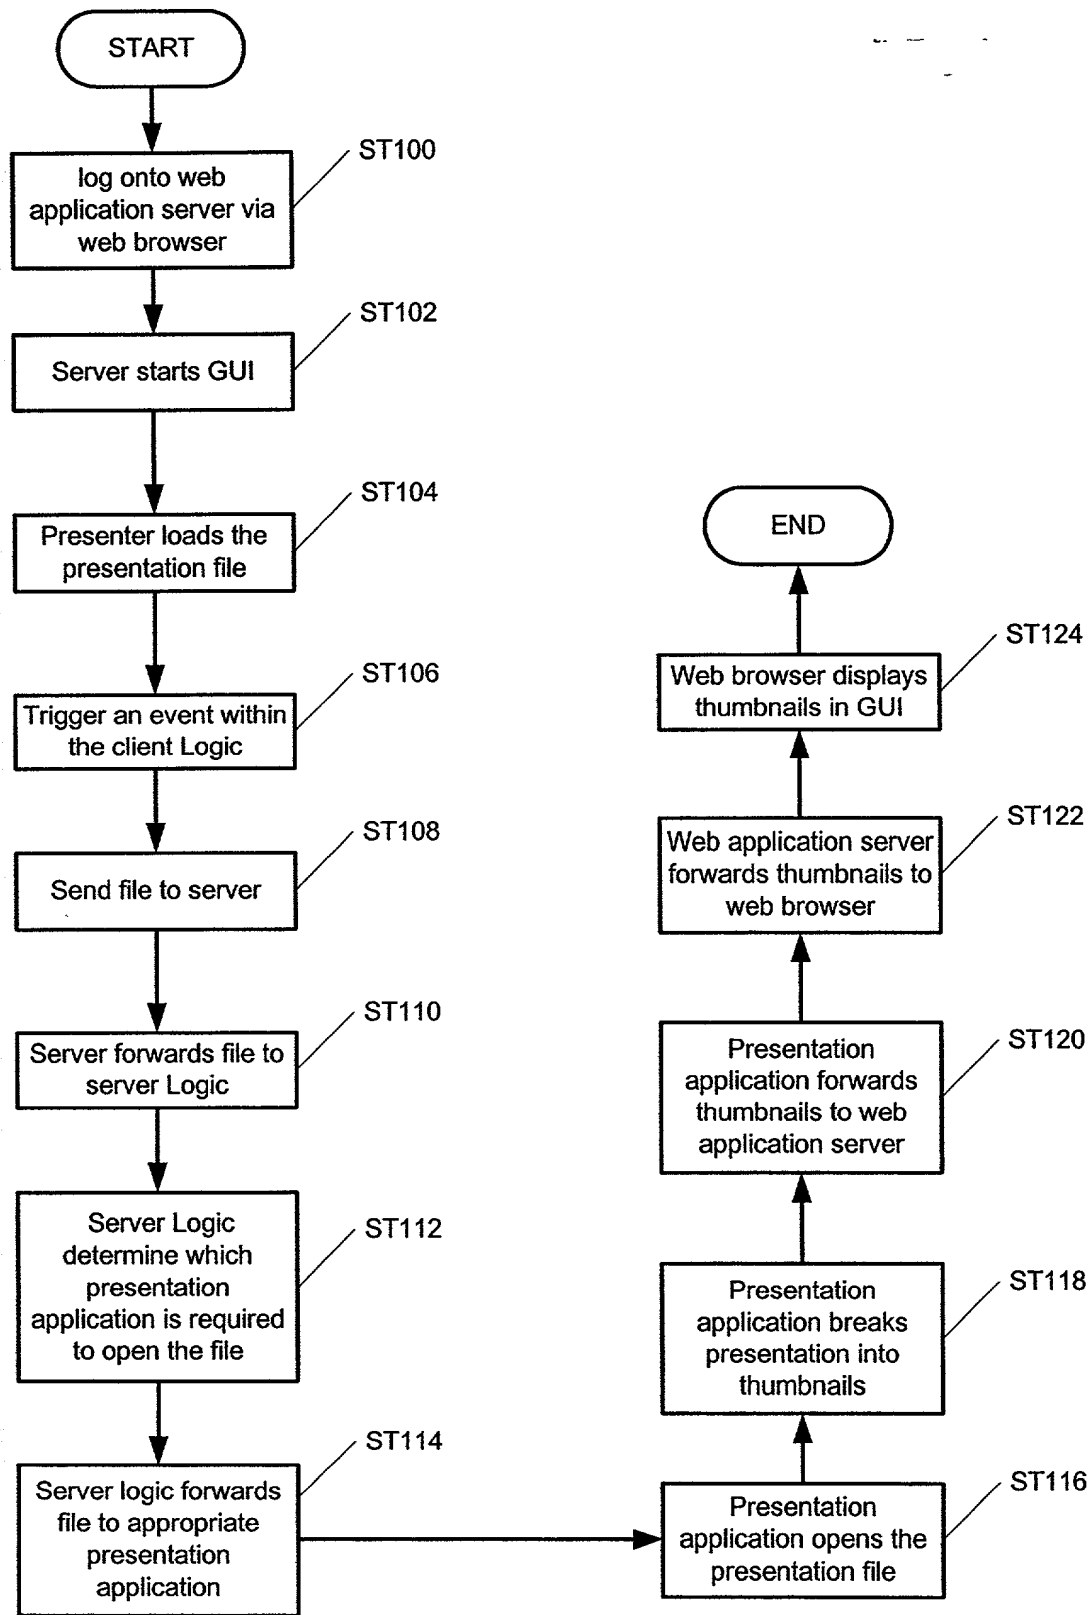 START
ST100
log onto web
application server via
web browser
ST102
Server starts GUI
ST104
Presenter loads the
presentation file
ST106
Trigger an event within
the client Logic
ST108
Send file to server
ST110
Server forwards file to
server Logic
ST112
Server Logic
determine which
presentation
application is required
to open the file
ST114
Server logic forwards
file to appropriate
presentation
application
ST116
Presentation
application opens the
presentation file
ST118
Presentation
application breaks
presentation into
thumbnails
ST120
Presentation
application forwards
thumbnails to web
application server
ST122
Web application server
forwards thumbnails to
web browser
ST124
Web browser displays
thumbnails in GUI
END